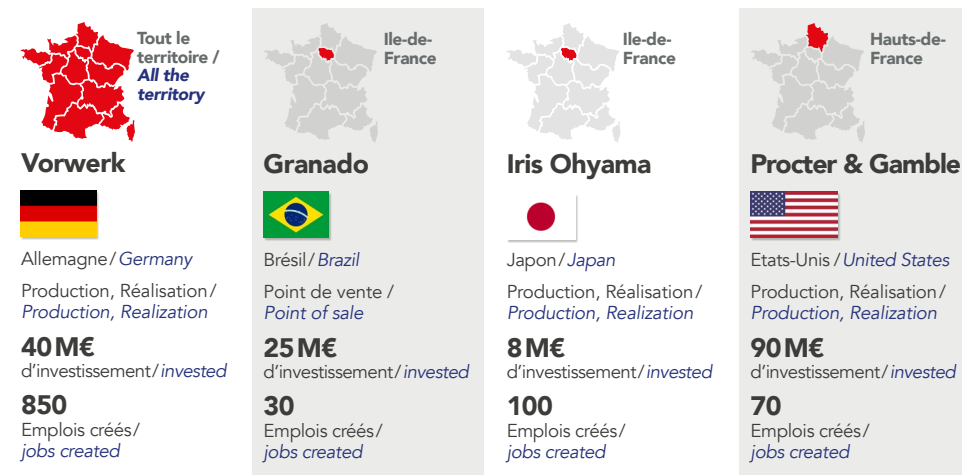 Tout le
territoire /
All the
territory
Vorwerk
Allemagne / Germany
Production, Réalisation /
Production, Realization
40 M€
d'investissement / invested
850
Emplois créés /
jobs created
Ile-de-
France
Granado
Brésil / Brazil
Point de vente /
Point of sale
25 M€
d'investissement / invested
30
Emplois créés /
jobs created
Ile-de-
France
Iris Ohyama
Japon / Japan
Production, Réalisation /
Production, Realization
8 M€
d'investissement / invested
100
Emplois créés /
jobs created
Hauts-de-
France
Procter & Gamble
Etats-Unis / United States
Production, Réalisation /
Production, Realization
90 M€
d'investissement / invested
70
Emplois créés /
jobs created